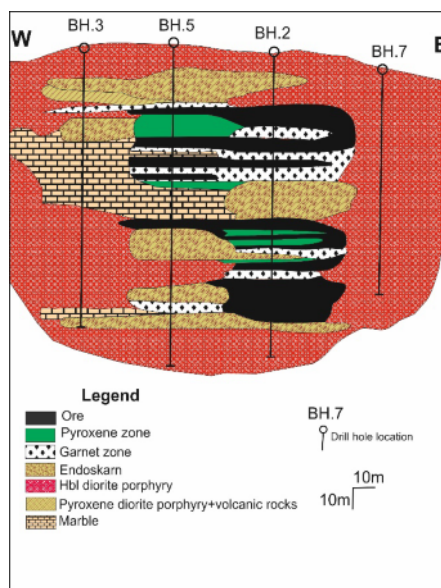 W BH.3 BH.5 BH.2 BH.7 E
Legend
Ore
Pyroxene zone
Garnet zone
Endoskarn
Hbl diorite porphyry
Pyroxene diorite porphyry+volcanic rocks
Marble
BH.7
Drill hole location
10m
10m